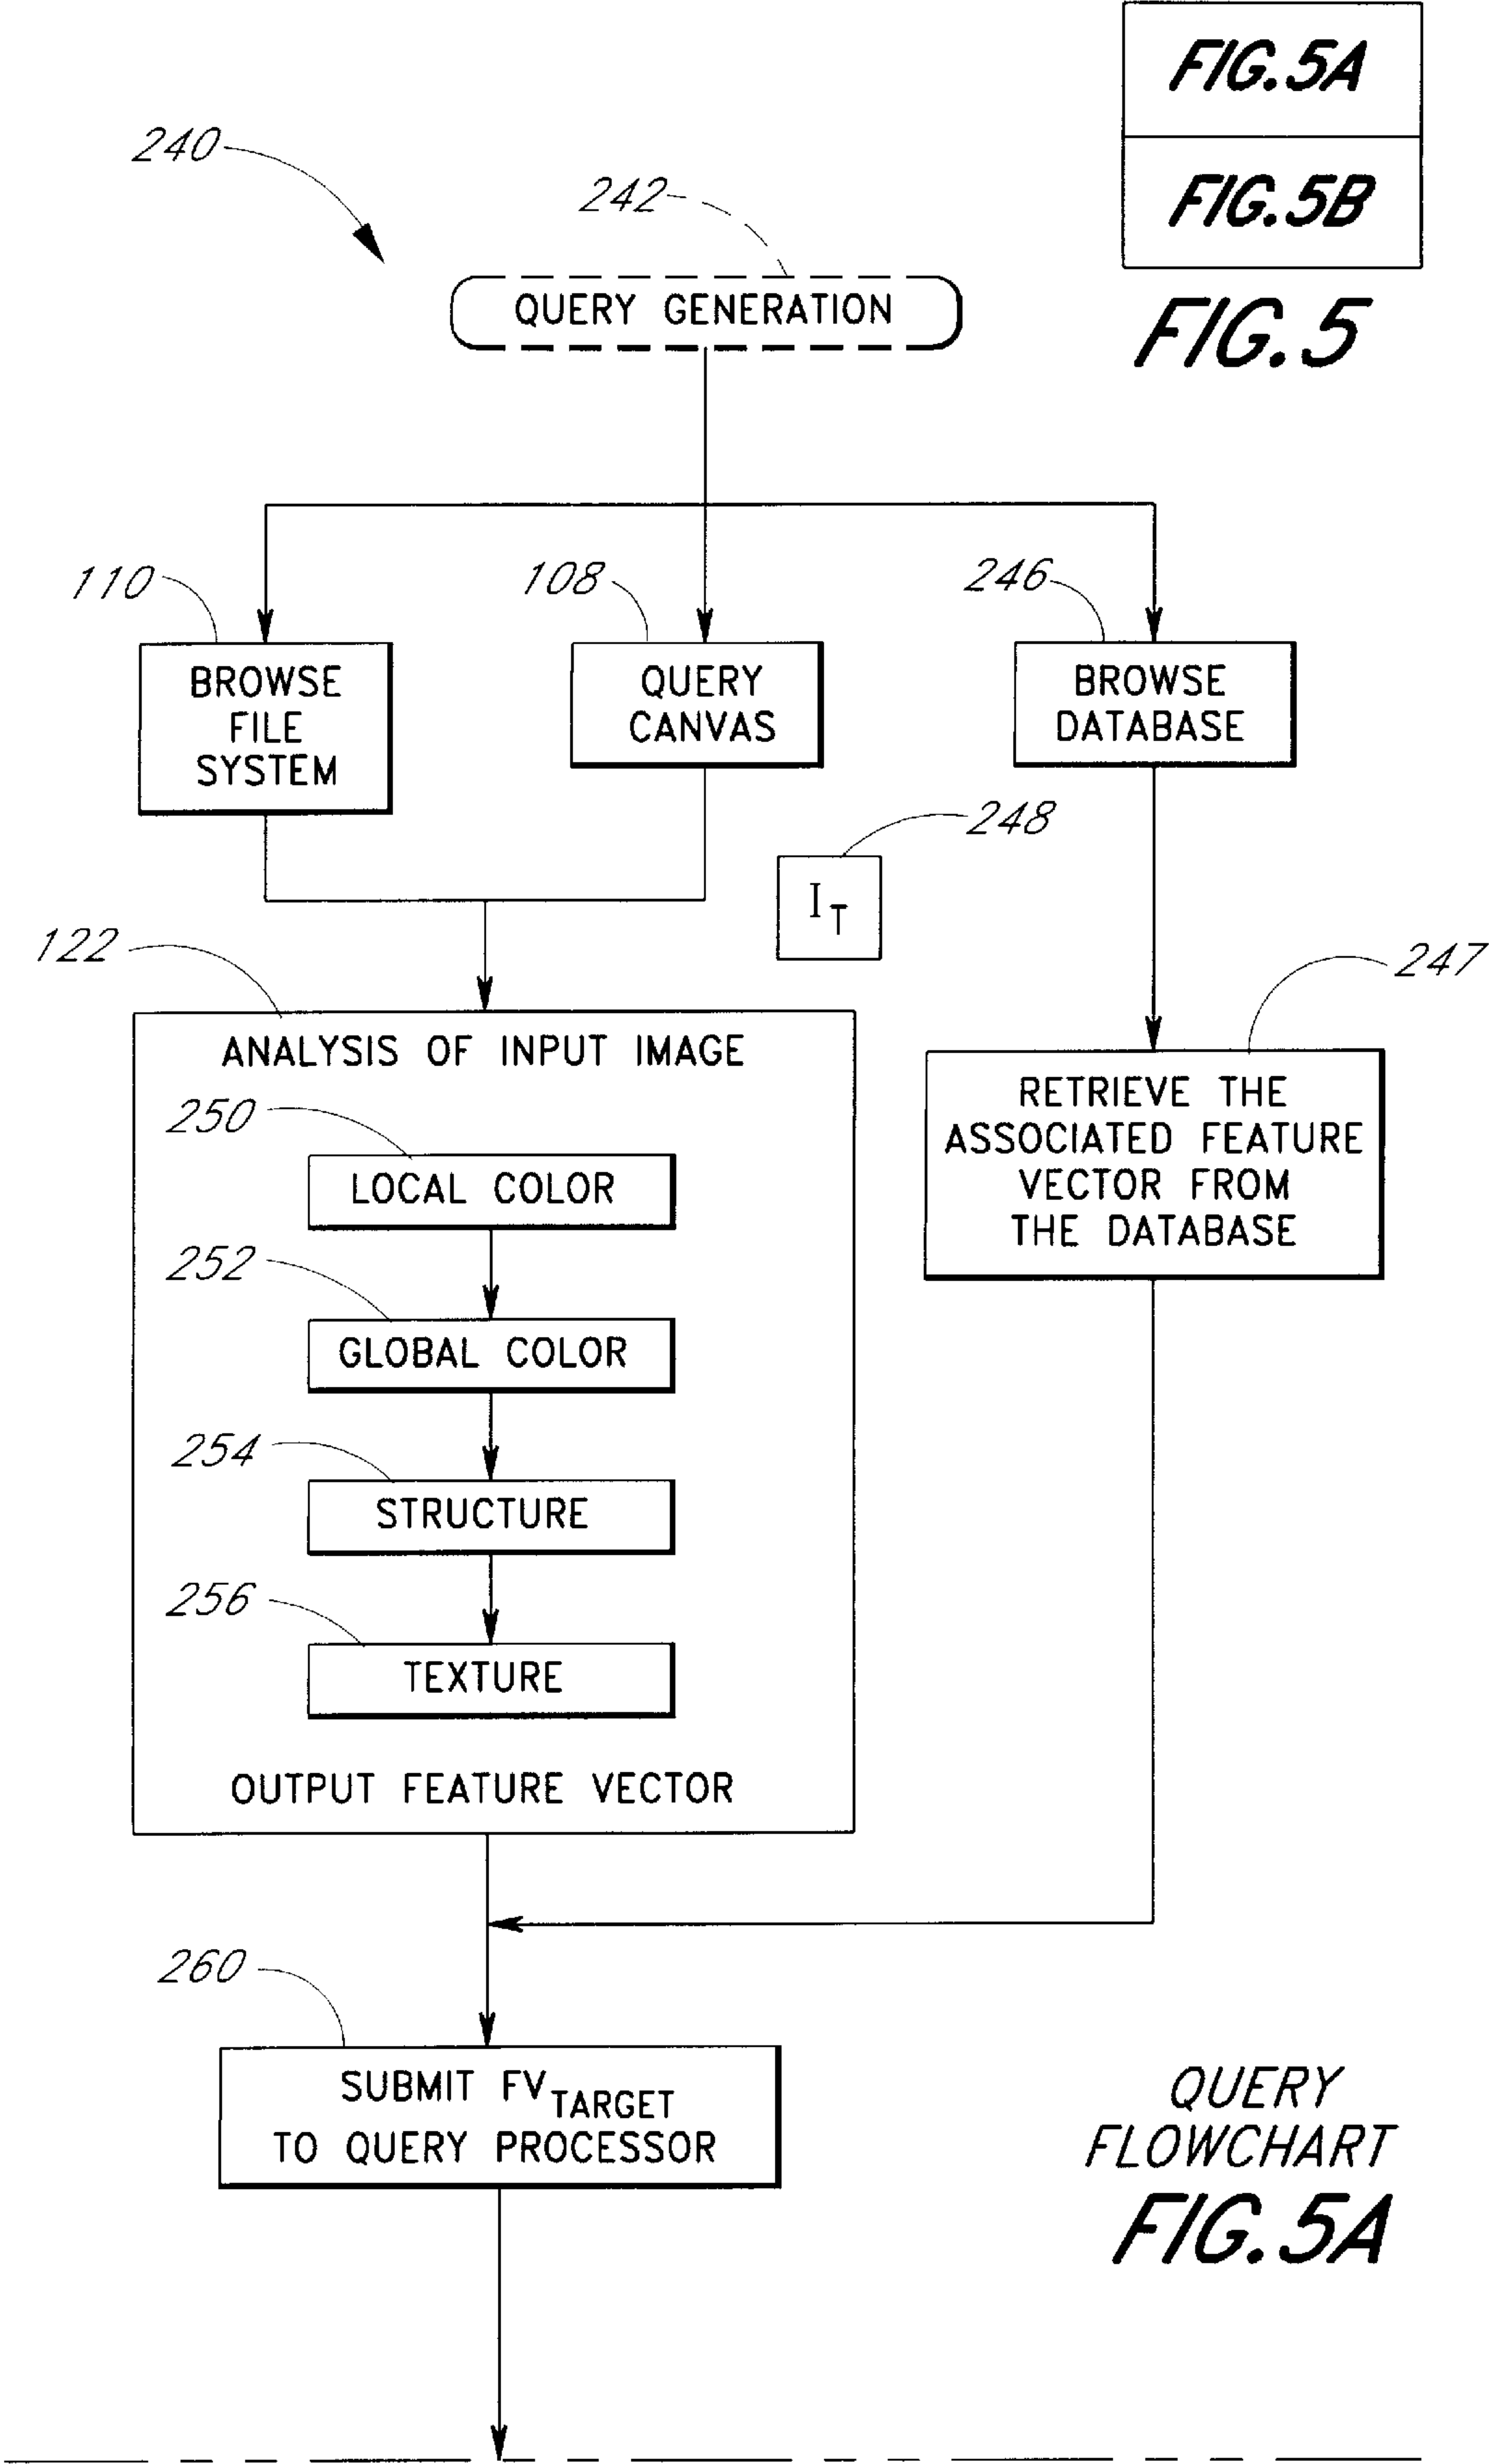 FIG. 5A
FIG. 5B
FIG. 5
240
242
QUERY GENERATION
110
108
246
BROWSE
FILE
SYSTEM
QUERY
CANVAS
BROWSE
DATABASE
248
I_T
122
247
ANALYSIS OF INPUT IMAGE
250
LOCAL COLOR
252
GLOBAL COLOR
254
STRUCTURE
256
TEXTURE
OUTPUT FEATURE VECTOR
RETRIEVE THE
ASSOCIATED FEATURE
VECTOR FROM
THE DATABASE
260
SUBMIT FV_TARGET
TO QUERY PROCESSOR
QUERY
FLOWCHART
FIG. 5A